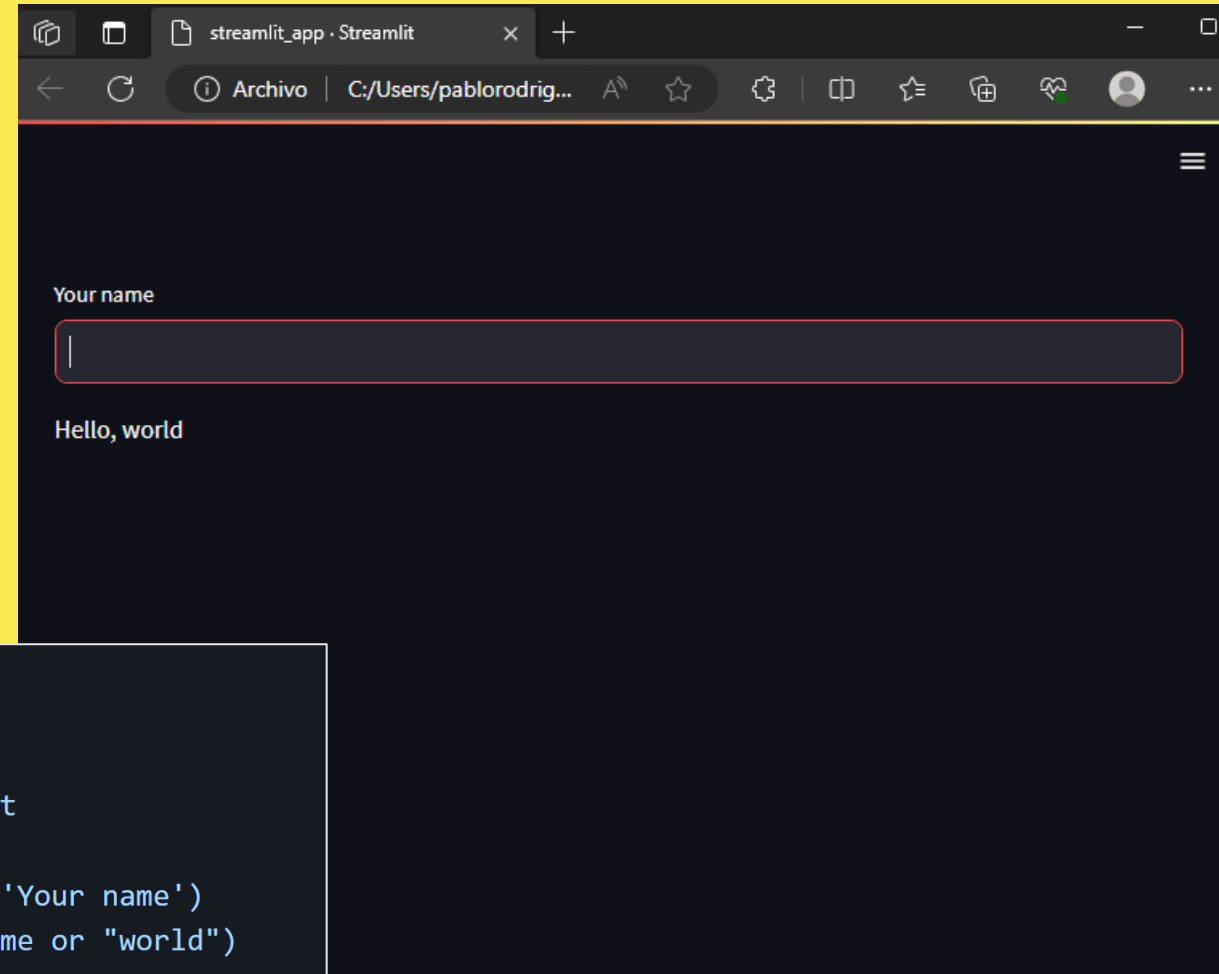 streamlit_app · Streamlit
Archivo | C:/Users/pablorodrig...
Your name
Hello, world
t
'Your name')
me or "world")